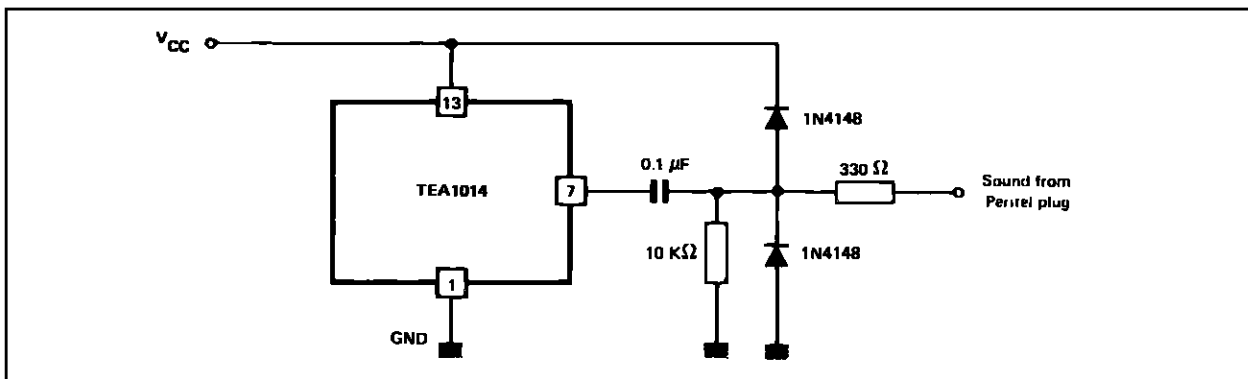 VCC
13
1N4148
0.1 µF
330 Ω
TEA1014
7
Sound from
Peritel plug
10 KΩ
1N4148
1
GND